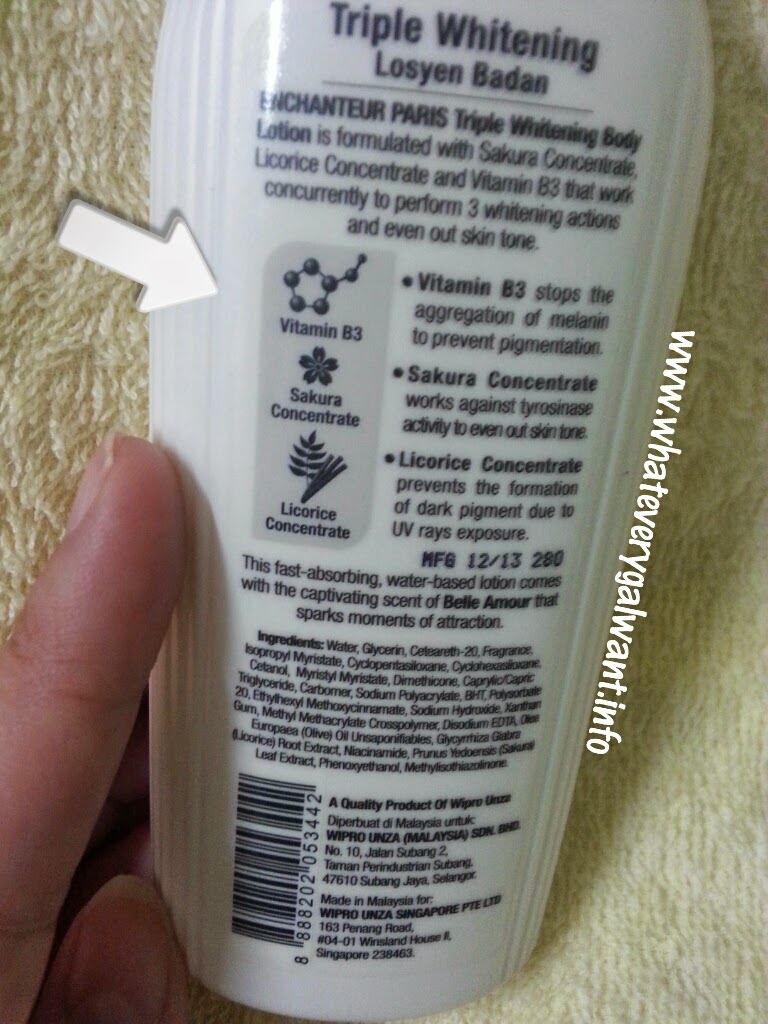 Triple Whitening
Losyen Badan
ENCHANTEUR PARIS Triple Whitening Body
Lotion is formulated with Sakura Concentrate,
Licorice Concentrate and Vitamin B3 that work
concurrently to perform 3 whitening actions
and even out skin tone.
Vitamin B3
Sakura
Concentrate
Licorice
Concentrate
• Vitamin B3 stops the
aggregation of melanin
to prevent pigmentation.
• Sakura Concentrate
works against tyrosinase
activity to even out skin tone.
• Licorice Concentrate
prevents the formation
of dark pigment due to
UV rays exposure.
MFG 12/13 280
This fast-absorbing, water-based lotion comes
with the captivating scent of Belle Amour that
sparks moments of attraction.
Ingredients: Water, Glycerin, Ceteareth-20, Fragrance,
Isopropyl Myristate, Cyclopentasiloxane, Cyclohexasiloxane,
Cetanol, Myristyl Myristate, Dimethicone, Caprylic/Capric
Triglyceride, Carbomer, Sodium Polyacrylate, BHT, Polysorbate
20, Ethylhexyl Methoxycinnamate, Sodium Hydroxide, Xanthan
Gum, Methyl Methacrylate Crosspolymer, Disodium EDTA, Olea
Europaea (Olive) Oil Unsaponifiables, Glycyrrhiza Glabra
(Licorice) Root Extract, Niacinamide, Prunus Yedoensis (Sakura)
Leaf Extract, Phenoxyethanol, Methylisothiazolinone.
8 888202 053442
A Quality Product Of Wipro Unza
Diperbuat di Malaysia untuk:
WIPRO UNZA (MALAYSIA) SDN. BHD.
No. 10, Jalan Subang 2,
Taman Perindustrian Subang,
47610 Subang Jaya, Selangor.
Made in Malaysia for:
WIPRO UNZA SINGAPORE PTE LTD
163 Penang Road,
#04-01 Winsland House II,
Singapore 238463.
www.whateverygalwant.info